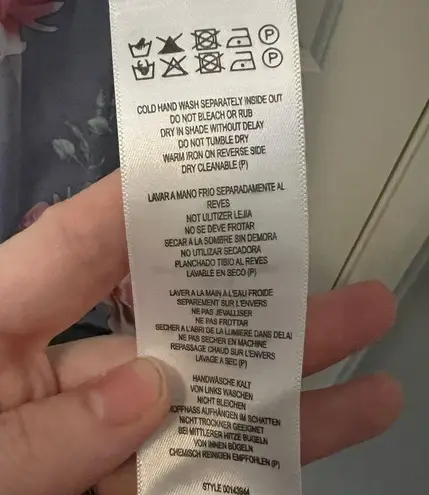 P
P
COLD HAND WASH SEPARATELY INSIDE OUT
DO NOT BLEACH OR RUB
DRY IN SHADE WITHOUT DELAY
DO NOT TUMBLE DRY
WARM IRON ON REVERSE SIDE
DRY CLEANABLE (P)
LAVAR A MANO FRIO SEPARADAMENTE AL
REVES
NOT ULITIZER LEJIA
NO SE DEVE FROTAR
SECAR A LA SOMBRE SIN DEMORA
NO UTILIZAR SECADORA
PLANCHADO TIBIO AL REVES
LAVABLE EN SECO (P)
LAVER A LA MAIN À L'EAU FROIDE
SEPAREMENT SUR L'ENVERS
NE PAS JEVALLISER
NE PAS FROTTAR
SECHER A L'ABRI DE LA LUMIERE DANS DELAI
NE PAS SECHER EN MACHINE
REPASSAGE CHAUD SUR L'ENVERS
LAVAGE A SEC (P)
HANDWÄSCHE KALT
VON LINKS WASCHEN
NICHT BLEICHEN
AUFHÄNGEN IM SCHATTEN
NICHT TROCKNER GEEIGNET
BEI MITTLERER HITZE BUGELN
VON INNEN BÜGELN
CHEMISCH REINIGEN EMPFOHLEN (P)
STYLE 00143944